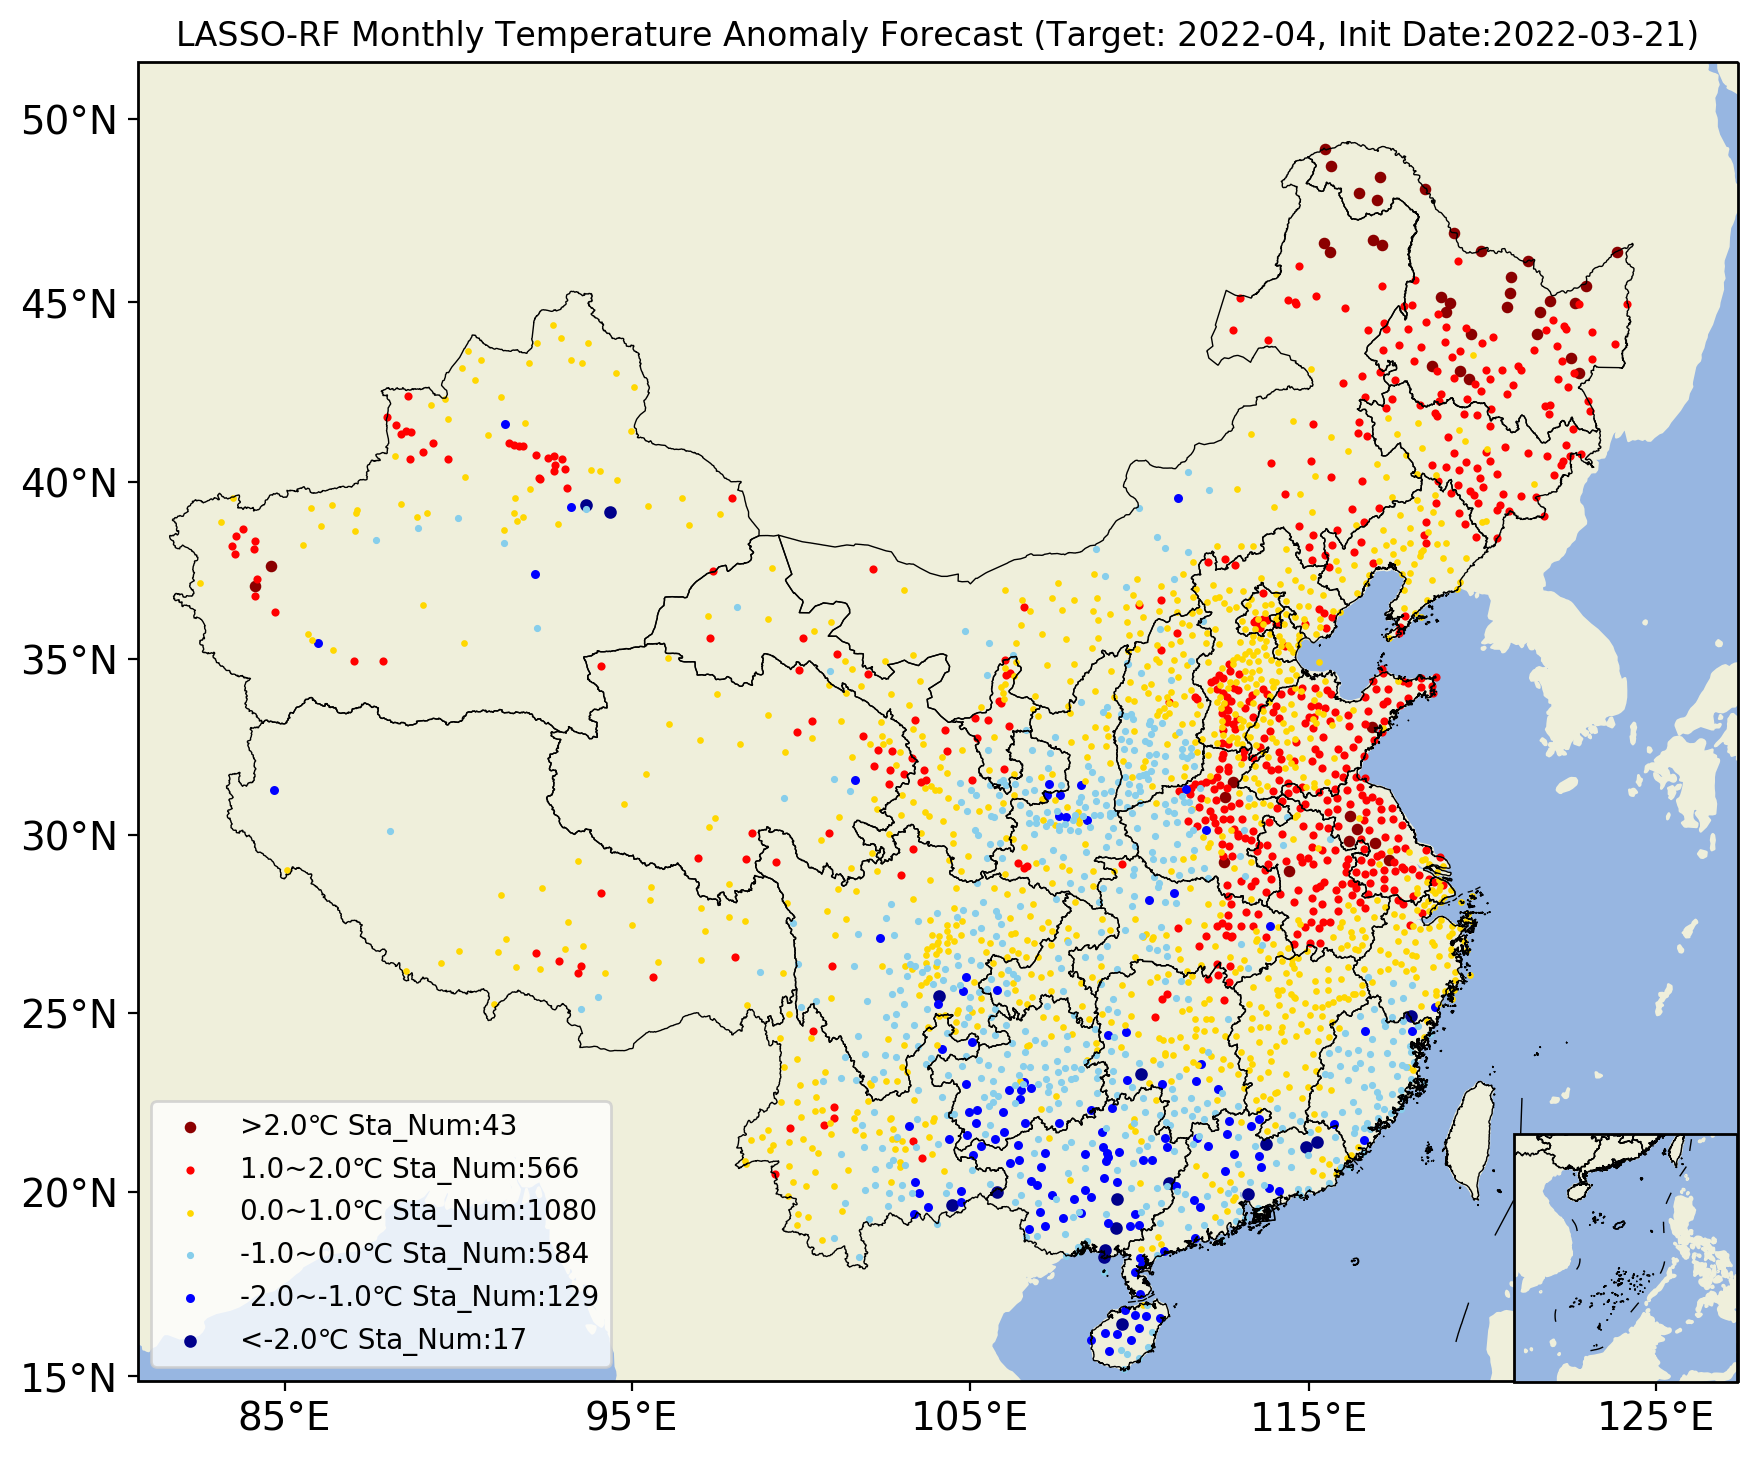 LASSO-RF Monthly Temperature Anomaly Forecast (Target: 2022-04, Init Date:2022-03-21)
50°N
45°N
40°N
35°N
30°N
25°N
20°N
15°N
>2.0℃ Sta_Num:43
1.0~2.0℃ Sta_Num:566
0.0~1.0℃ Sta_Num:1080
-1.0~0.0℃ Sta_Num:584
-2.0~-1.0℃ Sta_Num:129
<-2.0℃ Sta_Num:17
85°E
95°E
105°E
115°E
125°E